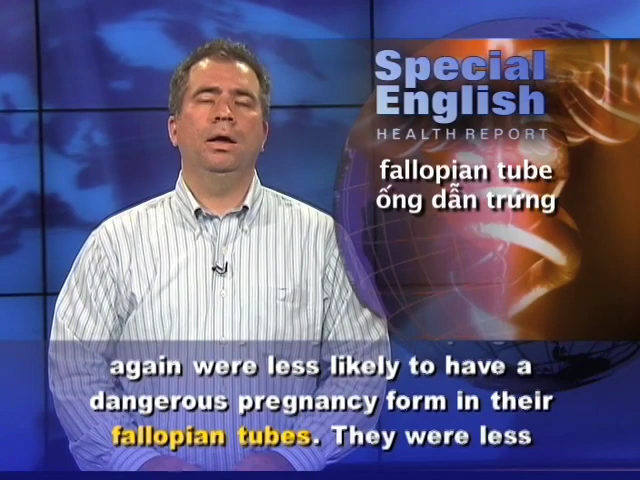 Special
English
HEALTH REPORT
fallopian tube
ống dẫn trứng
again were less likely to have a
dangerous pregnancy form in their
fallopian tubes. They were less